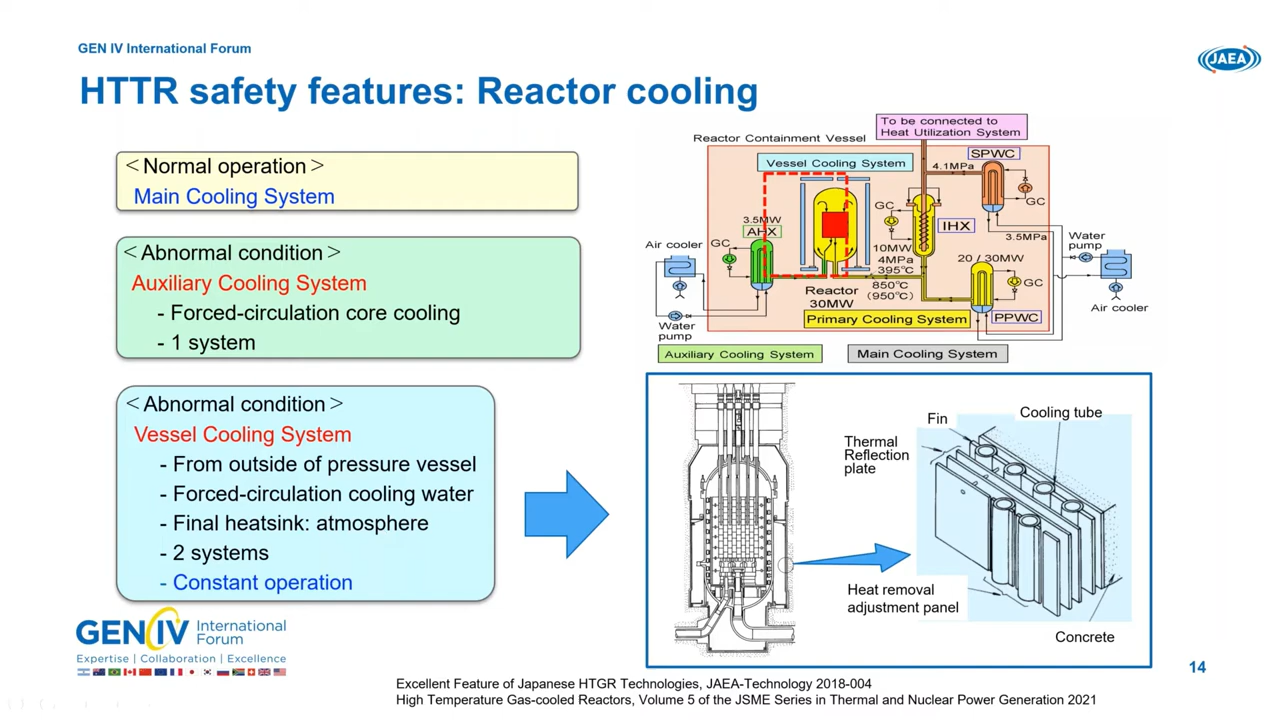 GEN IV International Forum
JAEA
HTTR safety features: Reactor cooling
<Normal operation>
Main Cooling System
<Abnormal condition>
Auxiliary Cooling System
- Forced-circulation core cooling
- 1 system
<Abnormal condition>
Vessel Cooling System
- From outside of pressure vessel
- Forced-circulation cooling water
- Final heatsink: atmosphere
- 2 systems
- Constant operation
To be connected to
Heat Utilization System
Reactor Containment Vessel
Vessel Cooling System
SPWC
4.1MPa
GC
GC
IHX
3.5MW
AHX
GC
Air cooler
3.5MPa
Water
pump
10MW
4MPa
395℃
20 / 30MW
850℃
(950℃)
GC
Reactor
30MW
Air cooler
Primary Cooling System
PPWC
Water
pump
Auxiliary Cooling System
Main Cooling System
Cooling tube
Fin
Thermal
Reflection
plate
Heat removal
adjustment panel
Concrete
GENIV International
Forum
Expertise | Collaboration | Excellence
14
Excellent Feature of Japanese HTGR Technologies, JAEA-Technology 2018-004
High Temperature Gas-cooled Reactors, Volume 5 of the JSME Series in Thermal and Nuclear Power Generation 2021